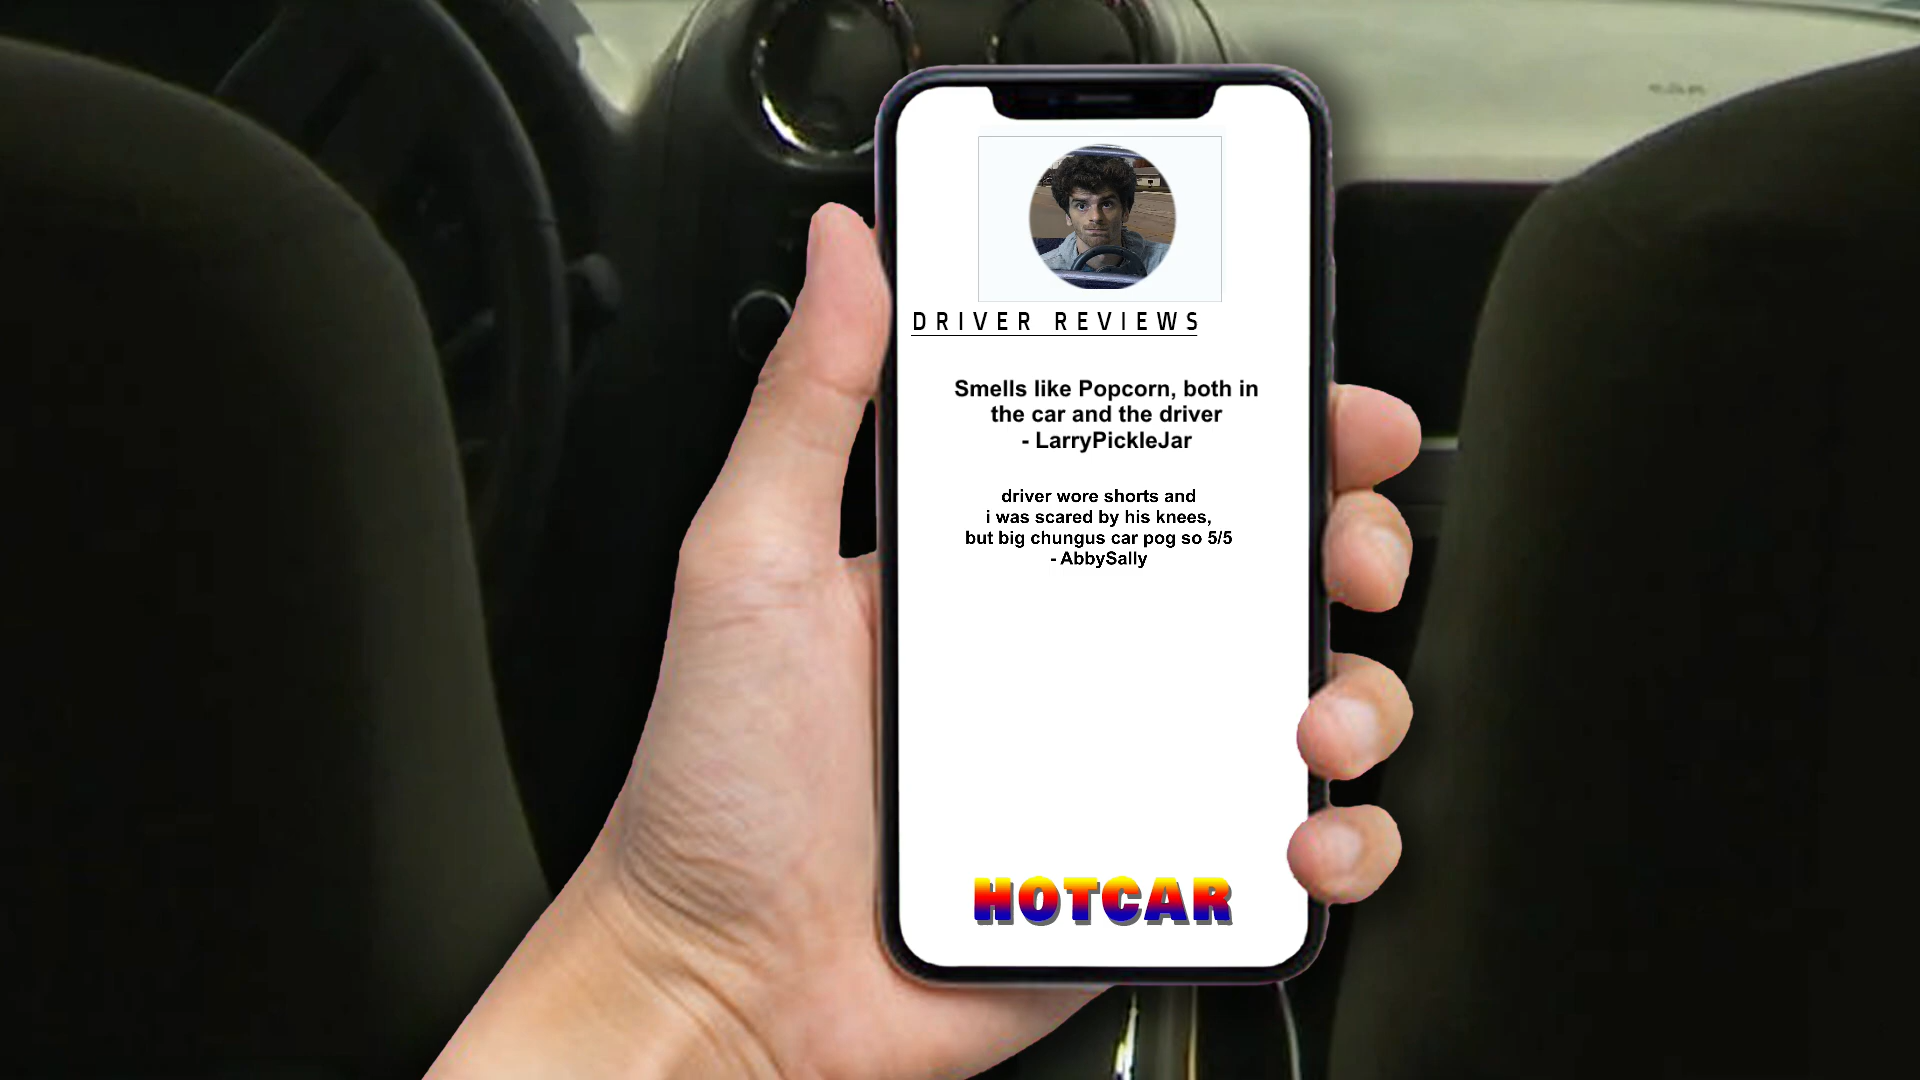 DRIVER REVIEWS
Smells like Popcorn, both in
the car and the driver
- LarryPickleJar
driver wore shorts and
i was scared by his knees,
but big chungus car pog so 5/5
- AbbySally
HOTCAR